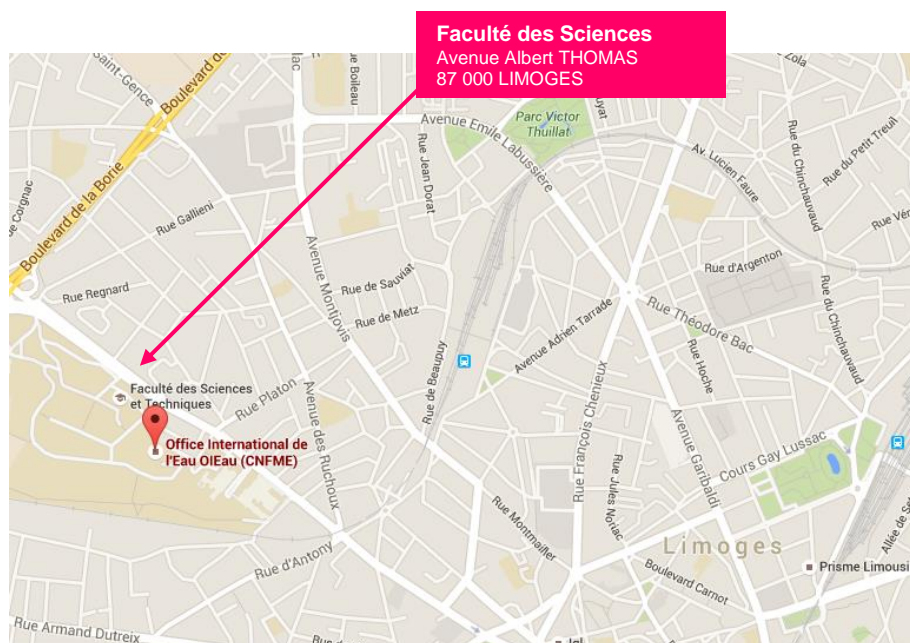 Faculté des Sciences
Avenue Albert THOMAS
87 000 LIMOGES
Saint-Gence
Boulevard de
Rue Boileau
Zola
Parc Victor
Thuillat
Avenue Emile Labussière
Rue du Petit Treuil
Rue du Chinchauvaud
Av. Lucien Faure
Rue Jean Dorat
Boulevard de la Borie
Rue Gallieni
Rue Vér
Avenue Montjovis
Rue d'Argenton
Rue de Sauviat
Rue Regnard
Rue de Metz
Rue Théodore Bac
Rue du Chinchauvaud
Avenue Adrien Tarrade
Rue Hoche
Rue de Beaupuy
Faculté des Sciences
et Techniques
Rue Platon
Avenue des Ruchoux
Rue François Chenieux
Avenue Garibaldi
Office International de
l'Eau OIEau (CNFME)
Cours Gay Lussac
Rue Jules Noriac
Rue Montmailler
Limoges
Rue d'Antony
Boulevard Carnot
Prisme Limousi
Rue Armand Dutreix